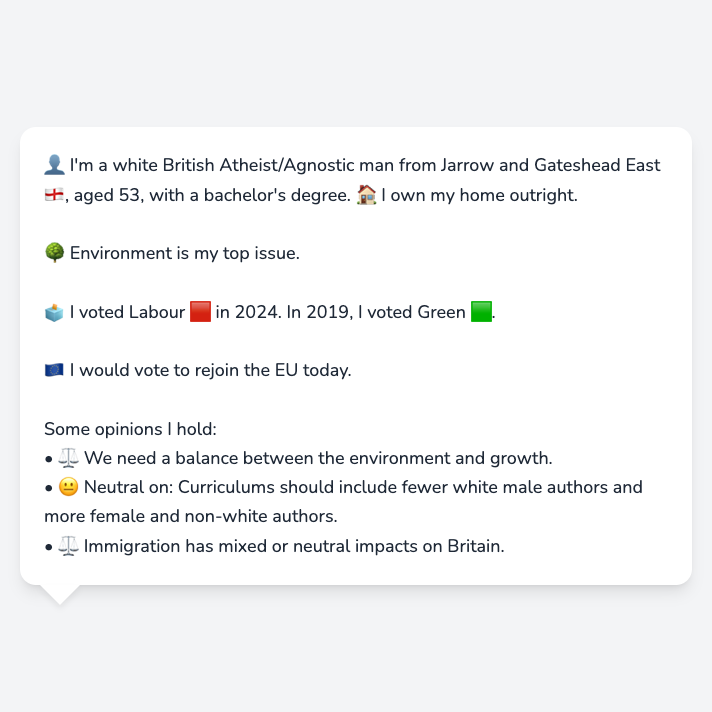 👤 I'm a white British Atheist/Agnostic man from Jarrow and Gateshead East
🏴󠁧󠁢󠁥󠁮󠁧󠁿, aged 53, with a bachelor's degree. 🏠 I own my home outright.
🌳 Environment is my top issue.
🗳️ I voted Labour 🟥 in 2024. In 2019, I voted Green 🟩.
🇪🇺 I would vote to rejoin the EU today.
Some opinions I hold:
• ⚖️ We need a balance between the environment and growth.
• 😐 Neutral on: Curriculums should include fewer white male authors and
more female and non-white authors.
• ⚖️ Immigration has mixed or neutral impacts on Britain.